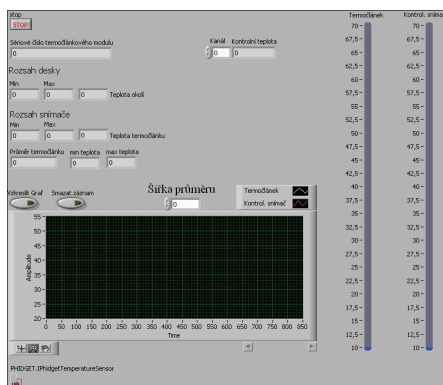 stop
STOP
Sériové číslo termočlánkového modulu
0
Kanál Kontrolní teplota
0 0
Rozsah desky
Min Max
0 0 0 Teplota okolí
Rozsah snímače
Min Max
0 0 0 Teplota termočlánku
Průměr termočlánku min teplota max teplota
0 0 0
Vzkreslit Graf Smazat záznam
Šířka průměru
0
Termočlánek
Kontrol. snímač
Amplitude
55
50
45
40
35
30
25
20
0 50 100 150 200 250 300 350 400 450 500 550 600 650 700 750 800 850
Time
PHIDGET.IPhidgetTemperatureSensor
Termočlánek
70
67,5
65
62,5
60
57,5
55
52,5
50
47,5
45
42,5
40
37,5
35
32,5
30
27,5
25
22,5
20
17,5
15
12,5
10
Kontrol. sníma
70
67,5
65
62,5
60
57,5
55
52,5
50
47,5
45
42,5
40
37,5
35
32,5
30
27,5
25
22,5
20
17,5
15
12,5
10